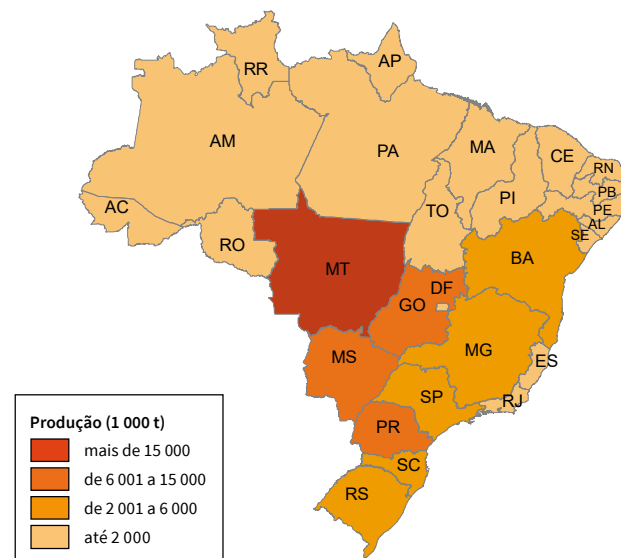 RR
AP
AM
PA
MA
CE
RN
PB
PE
AL
SE
PI
TO
AC
RO
BA
MT
DF
GO
MG
ES
MS
SP
RJ
PR
SC
RS
Produção (1 000 t)
mais de 15 000
de 6 001 a 15 000
de 2 001 a 6 000
até 2 000